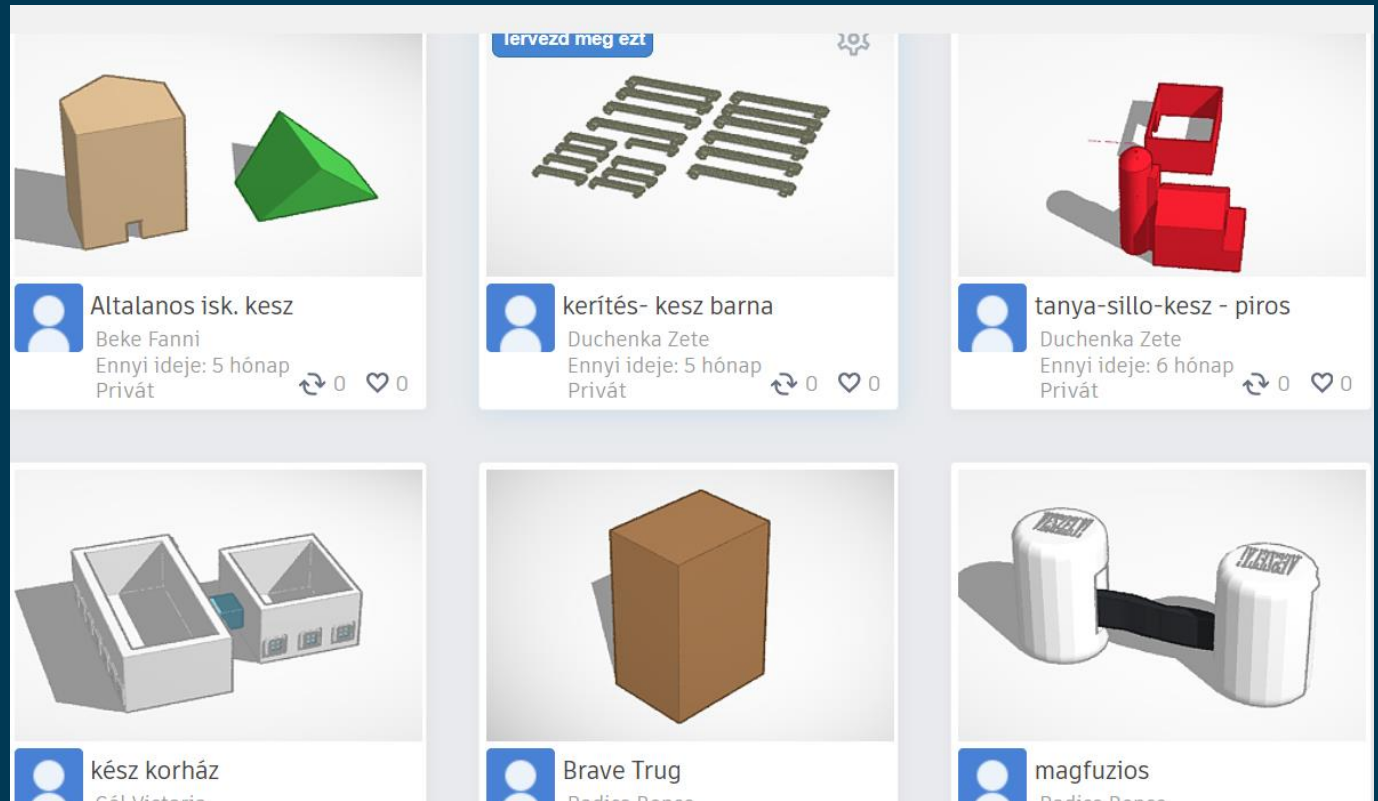 Tervezd meg ezt
Altalanos isk. kesz
Beke Fanni
Ennyi ideje: 5 hónap
Privát
0
0
kerítés- kesz barna
Duchenka Zete
Ennyi ideje: 5 hónap
Privát
0
0
tanya-sillo-kesz - piros
Duchenka Zete
Ennyi ideje: 6 hónap
Privát
0
0
kész korház
Brave Trug
magfuzios